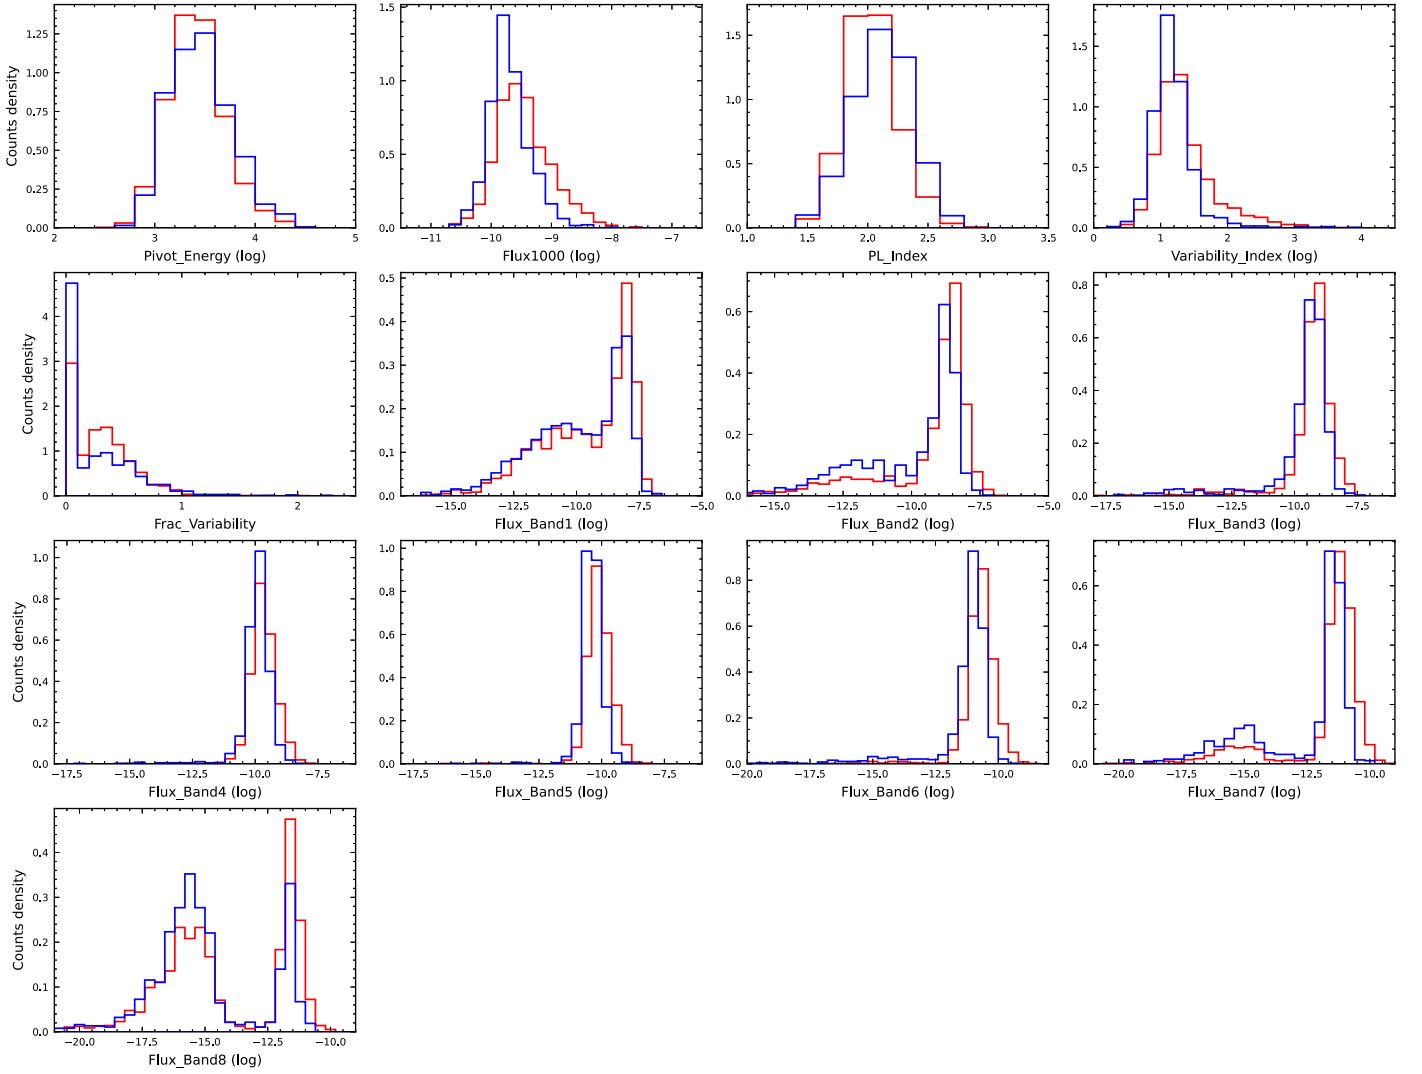 Counts density
0.00 0.25 0.50 0.75 1.00 1.25
2 3 4 5
Pivot_Energy (log)
0.0 0.5 1.0 1.5
−11 −10 −9 −8 −7
Flux1000 (log)
0.0 0.5 1.0 1.5
1.0 1.5 2.0 2.5 3.0 3.5
PL_Index
0.0 0.5 1.0 1.5
0 1 2 3 4
Variability_Index (log)
Counts density
0 1 2 3 4
0 1 2
Frac_Variability
0.0 0.1 0.2 0.3 0.4 0.5
−15.0 −12.5 −10.0 −7.5 −5.0
Flux_Band1 (log)
0.0 0.2 0.4 0.6
−15.0 −12.5 −10.0 −7.5 −5.0
Flux_Band2 (log)
0.0 0.2 0.4 0.6 0.8
−17.5 −15.0 −12.5 −10.0 −7.5
Flux_Band3 (log)
Counts density
0.0 0.2 0.4 0.6 0.8 1.0
−17.5 −15.0 −12.5 −10.0 −7.5
Flux_Band4 (log)
0.0 0.2 0.4 0.6 0.8 1.0
−17.5 −15.0 −12.5 −10.0 −7.5
Flux_Band5 (log)
0.0 0.2 0.4 0.6 0.8
−20.0 −17.5 −15.0 −12.5 −10.0
Flux_Band6 (log)
0.0 0.2 0.4 0.6
−20.0 −17.5 −15.0 −12.5 −10.0
Flux_Band7 (log)
Counts density
0.0 0.1 0.2 0.3 0.4
−20.0 −17.5 −15.0 −12.5 −10.0
Flux_Band8 (log)